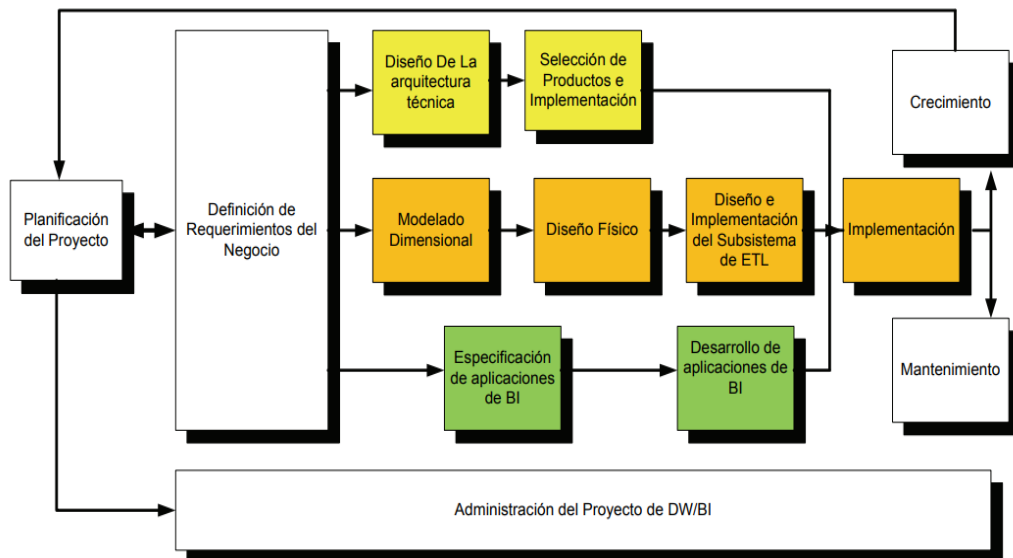 Diseño De La
arquitectura
técnica
Selección de
Productos e
Implementación
Crecimiento
Planificación
del Proyecto
Definición de
Requerimientos del
Negocio
Modelado
Dimensional
Diseño Físico
Diseño e
Implementación
del Subsistema
de ETL
Implementación
Especificación
de aplicaciones
de BI
Desarrollo de
aplicaciones de
BI
Mantenimiento
Administración del Proyecto de DW/BI